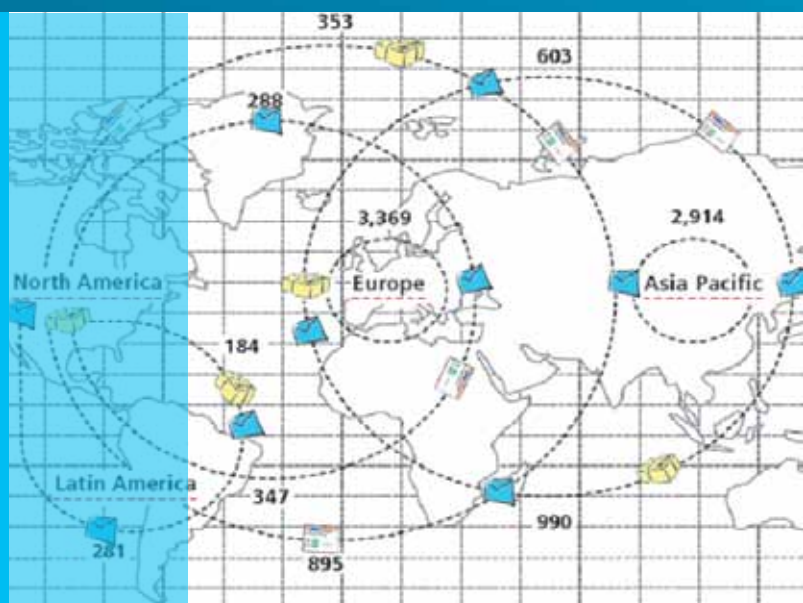 353
603
288
3,369
2,914
North America
Europe
Asia Pacific
184
Latin America
347
281
895
990